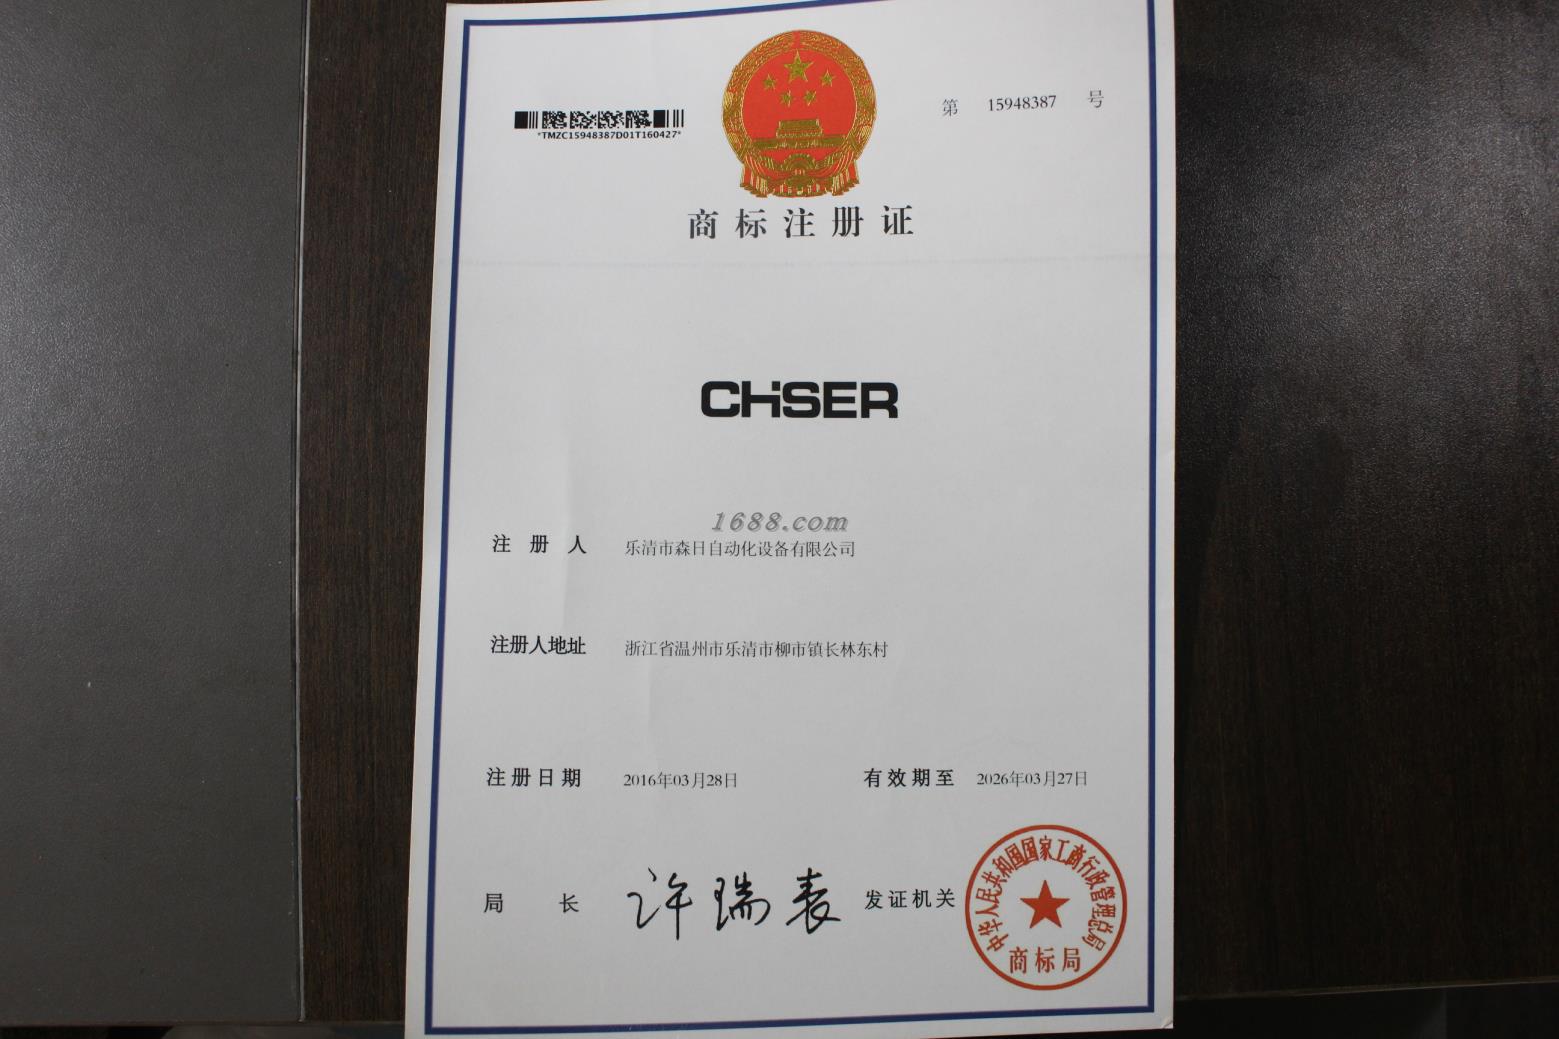 第 15948387 号
*TMZC15948387D01T160427*
商标注册证
CHiSER
1688.com
注册人 乐清市森日自动化设备有限公司
注册人地址 浙江省温州市乐清市柳市镇长林东村
注册日期 2016年03月28日 有效期至 2026年03月27日
局长 许瑞表 发证机关
中华人民共和国国家工商行政管理总局
商标局